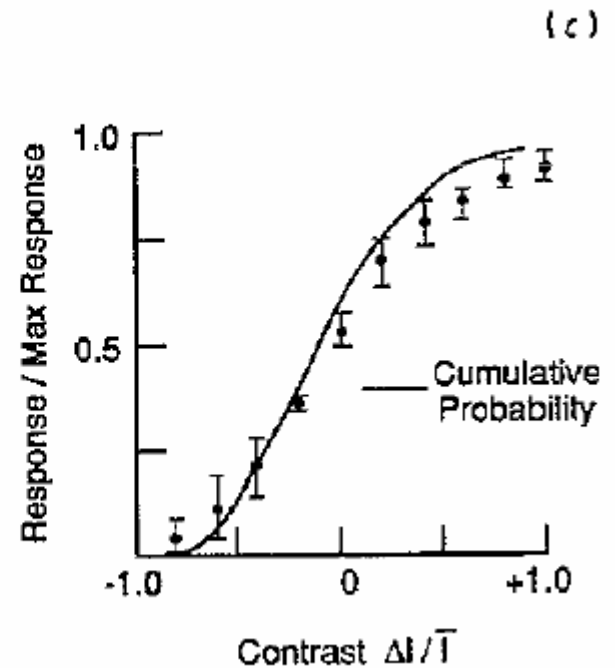 (c)
Response / Max Response
1.0
0.5
Cumulative
Probability
-1.0 0 +1.0
Contrast ΔI / Ī